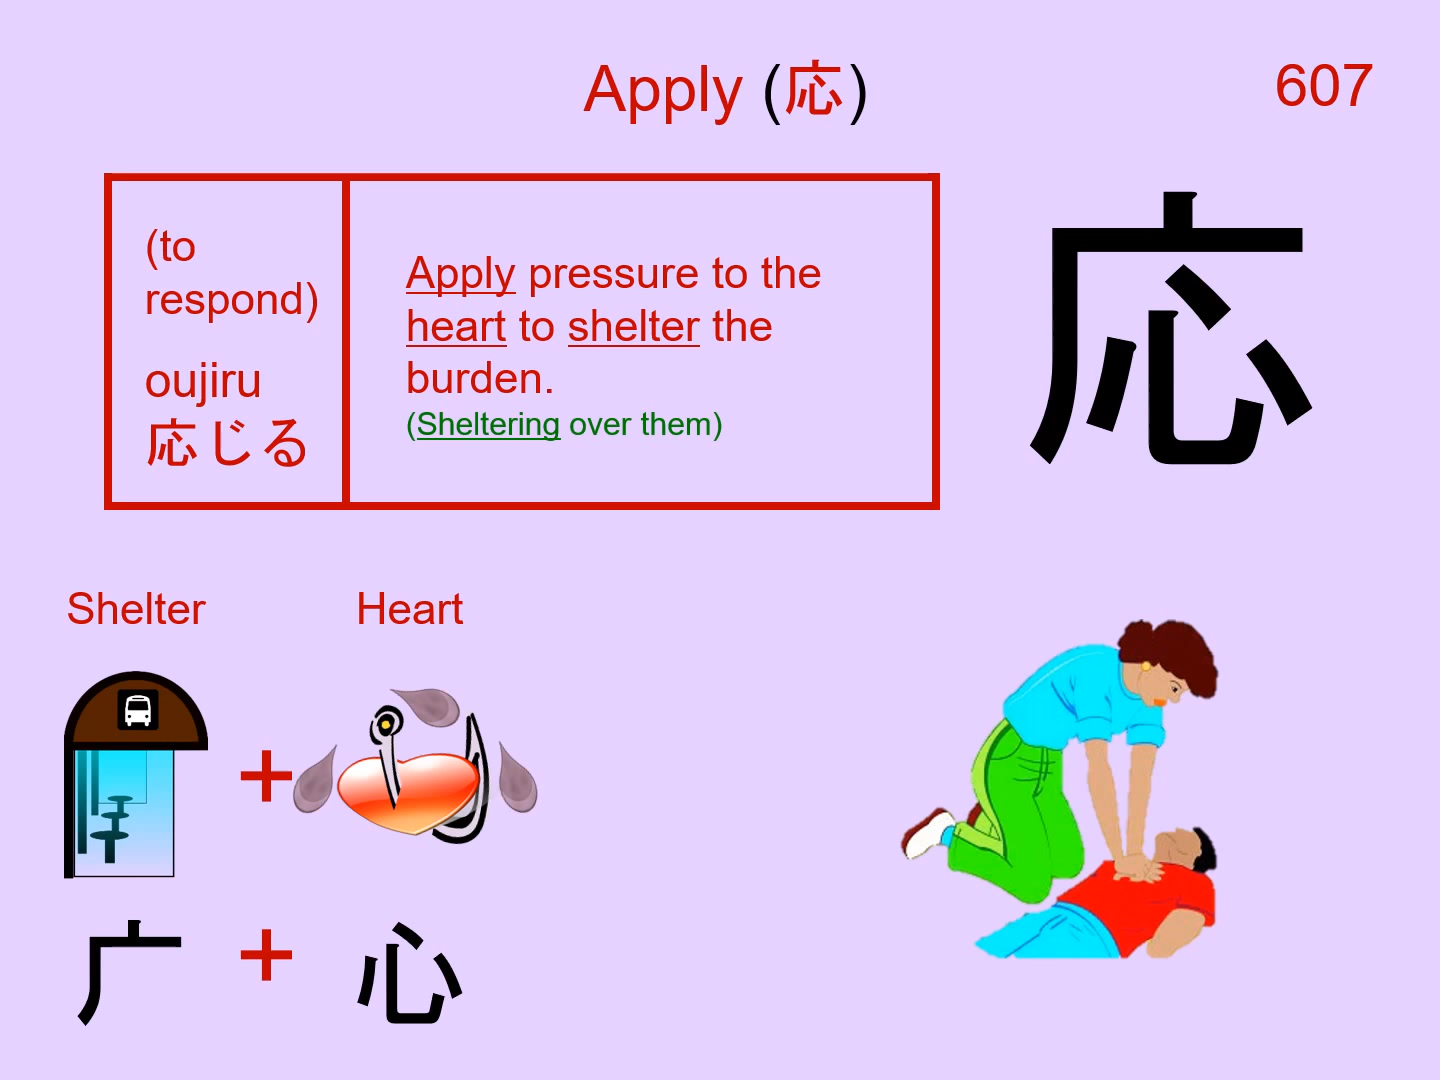 Apply (応)
607
(to
respond)
oujiru
応じる
Apply pressure to the
heart to shelter the
burden.
(Sheltering over them)
応
Shelter
Heart
+
广 + 心